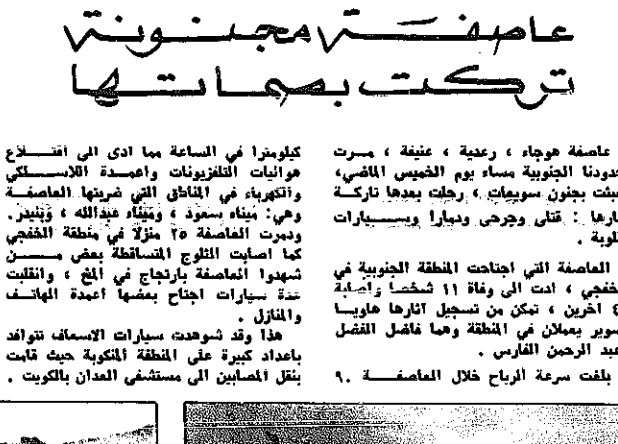 عاصفة مجنونة
تركت بصماتها
عاصفة هوجاء ، رعدية ، عنيفة ، مرت
حدودنا الجنوبية مساء يوم الخميس الماضي،
عبثت بجنون سويعات ، رحلت بعدها تاركة
آثارها : قتلى وجرحى ودمارا وسيارات
مقلوبة .
العاصفة التي اجتاحت المنطقة الجنوبية في
الخفجي ، ادت الى وفاة ١١ شخصا واصابة
آخرين ، تمكن من تسجيل آثارها هاويا
تصوير يعملان في المنطقة وهما فاضل الفضل
وعبد الرحمن الفارس .
بلغت سرعة الرياح خلال العاصفة ٩٠
كيلومترا في الساعة مما ادى الى اقتلاع
هوائيات التلفزيونات واعمدة اللاسلكي
والكهرباء في المناطق التي ضربتها العاصفة
وهي: ميناء سعود ، وميناء عبدالله ، وبنيدر.
ودمرت العاصفة ٢٥ منزلا في منطقة الخفجي
كما اصابت الثلوج المتساقطة بعض من
شهدوا العاصفة بارتجاج في المخ ، وانقلبت
عدة سيارات اجتاح بعضها أعمدة الهاتف
والمنازل .
هذا وقد شوهدت سيارات الاسعاف تتوافد
باعداد كبيرة على المنطقة المنكوبة حيث قامت
بنقل المصابين الى مستشفى العدان بالكويت .